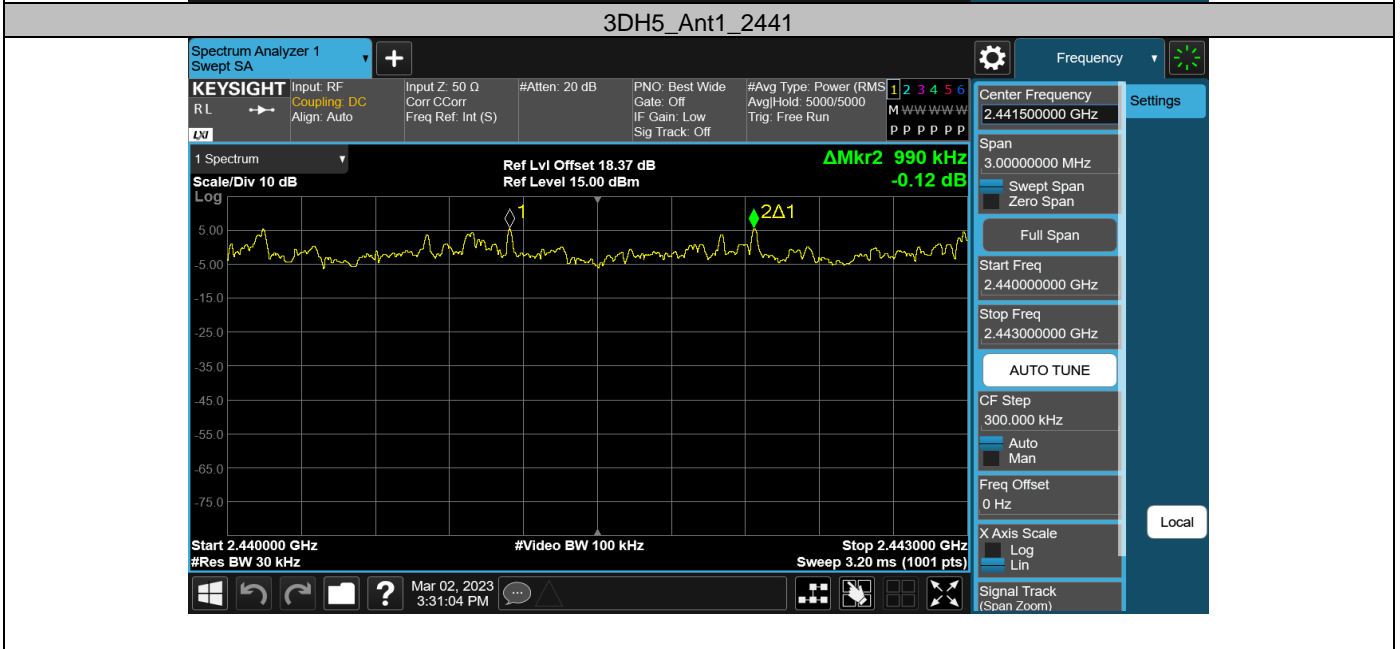 3DH5_Ant1_2441
Spectrum Analyzer 1
Swept SA
Frequency
KEYSIGHT
RL
LXI
Input: RF
Coupling: DC
Align: Auto
Input Z: 50 Ω
Corr CCorr
Freq Ref: Int (S)
#Atten: 20 dB
PNO: Best Wide
Gate: Off
IF Gain: Low
Sig Track: Off
#Avg Type: Power (RMS
Avg|Hold: 5000/5000
Trig: Free Run
1 2 3 4 5 6
M W W W W W
P P P P P P
1 Spectrum
Scale/Div 10 dB
Log
Ref Lvl Offset 18.37 dB
Ref Level 15.00 dBm
ΔMkr2 990 kHz
-0.12 dB
1
2Δ1
5.00
-5.00
-15.0
-25.0
-35.0
-45.0
-55.0
-65.0
-75.0
Start 2.440000 GHz
#Res BW 30 kHz
#Video BW 100 kHz
Stop 2.443000 GHz
Sweep 3.20 ms (1001 pts)
Center Frequency
2.441500000 GHz
Settings
Span
3.00000000 MHz
Swept Span
Zero Span
Full Span
Start Freq
2.440000000 GHz
Stop Freq
2.443000000 GHz
AUTO TUNE
CF Step
300.000 kHz
Auto
Man
Freq Offset
0 Hz
X Axis Scale
Log
Lin
Local
Signal Track
(Span Zoom)
?
Mar 02, 2023
3:31:04 PM